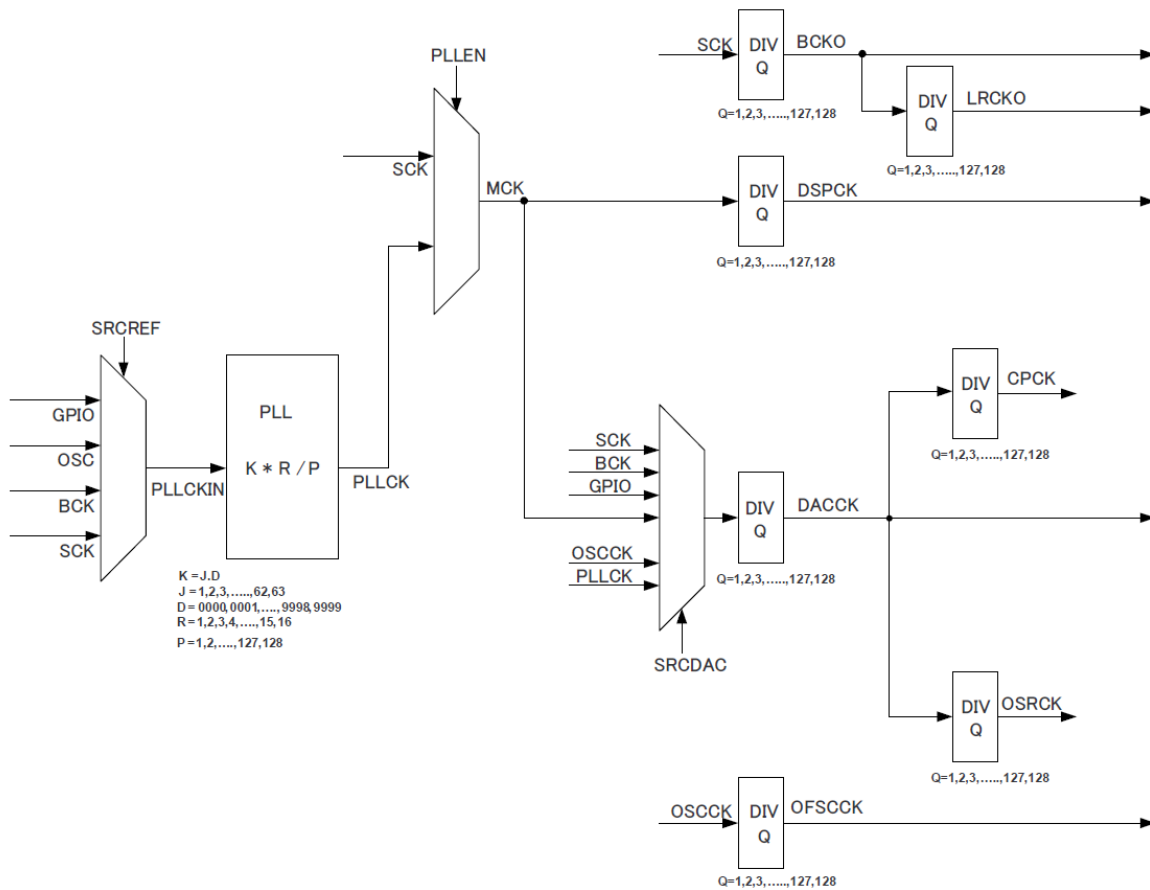 SCK
DIV
Q
BCKO
Q=1,2,3,.....,127,128
DIV
Q
LRCKO
Q=1,2,3,.....,127,128
PLLEN
SCK
MCK
DIV
Q
DSPCK
Q=1,2,3,.....,127,128
SRCREF
GPIO
OSC
BCK
SCK
PLLCKIN
PLL
K * R / P
PLLCK
K = J.D
J = 1,2,3,.....,62,63
D = 0000,0001,....,9998,9999
R = 1,2,3,4,....,15,16
P = 1,2,....,127,128
SCK
BCK
GPIO
OSCCK
PLLCK
SRCDAC
DIV
Q
DACCK
Q=1,2,3,.....,127,128
DIV
Q
CPCK
Q=1,2,3,.....,127,128
DIV
Q
OSRCK
Q=1,2,3,.....,127,128
OSCCK
DIV
Q
OFSCCK
Q=1,2,3,.....,127,128